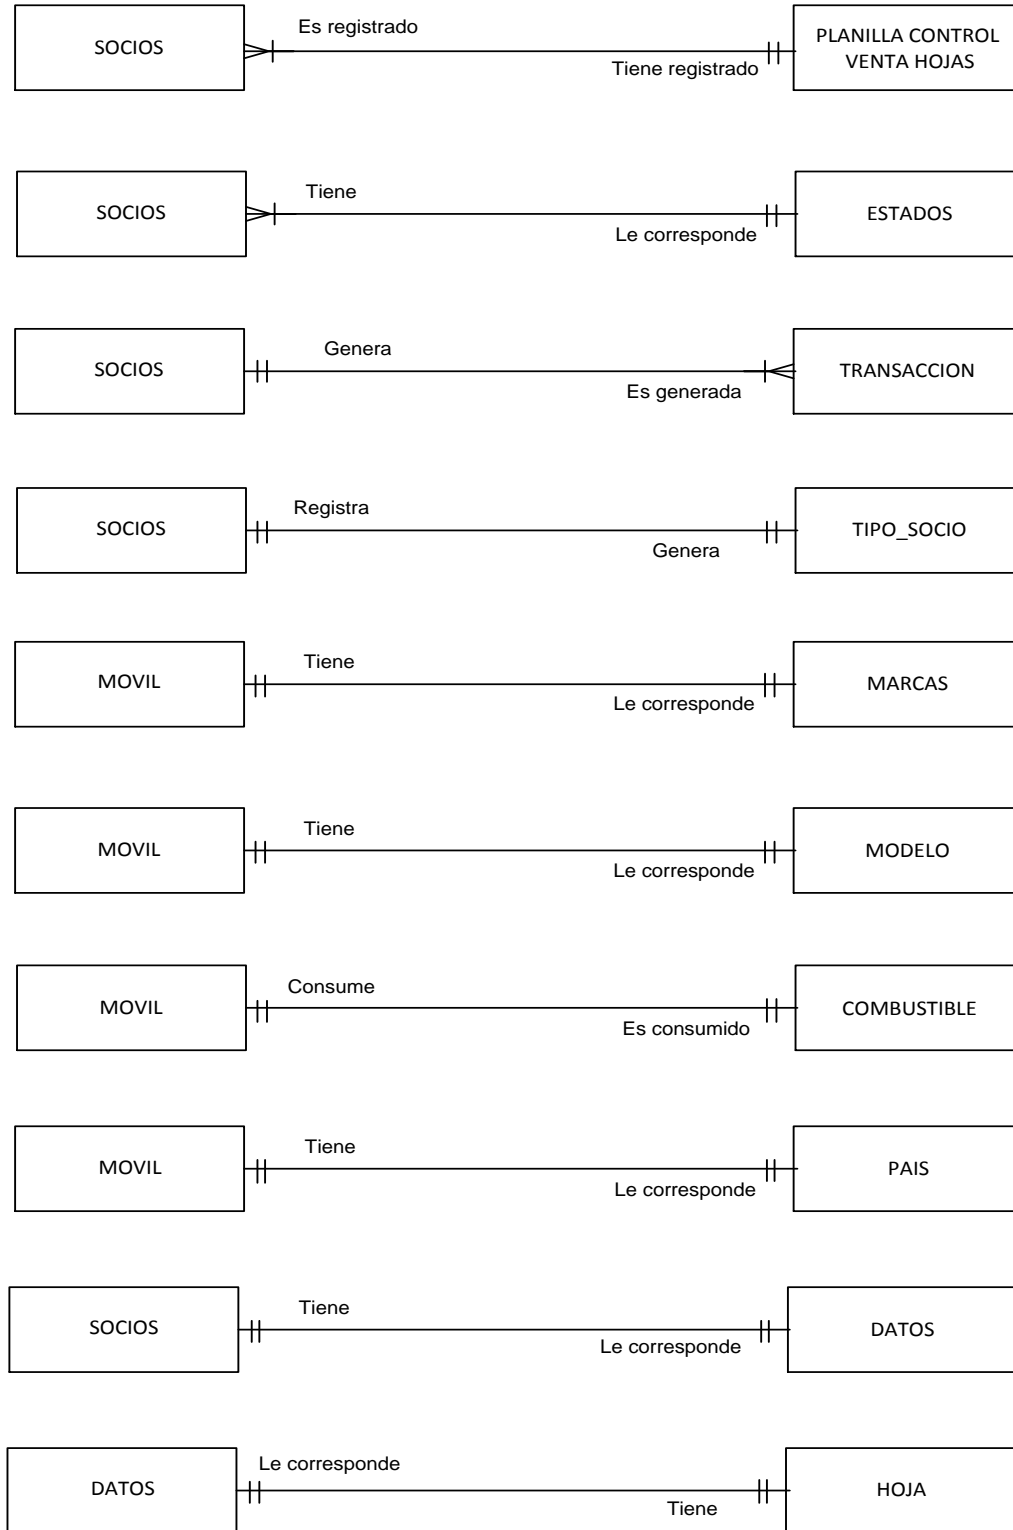 Es registrado
SOCIOS
PLANILLA CONTROL
VENTA HOJAS
Tiene registrado
Tiene
SOCIOS
ESTADOS
Le corresponde
Genera
SOCIOS
TRANSACCION
Es generada
Registra
SOCIOS
TIPO_SOCIO
Genera
Tiene
MOVIL
MARCAS
Le corresponde
Tiene
MOVIL
MODELO
Le corresponde
Consume
MOVIL
COMBUSTIBLE
Es consumido
Tiene
MOVIL
PAIS
Le corresponde
Tiene
SOCIOS
DATOS
Le corresponde
Le corresponde
DATOS
HOJA
Tiene